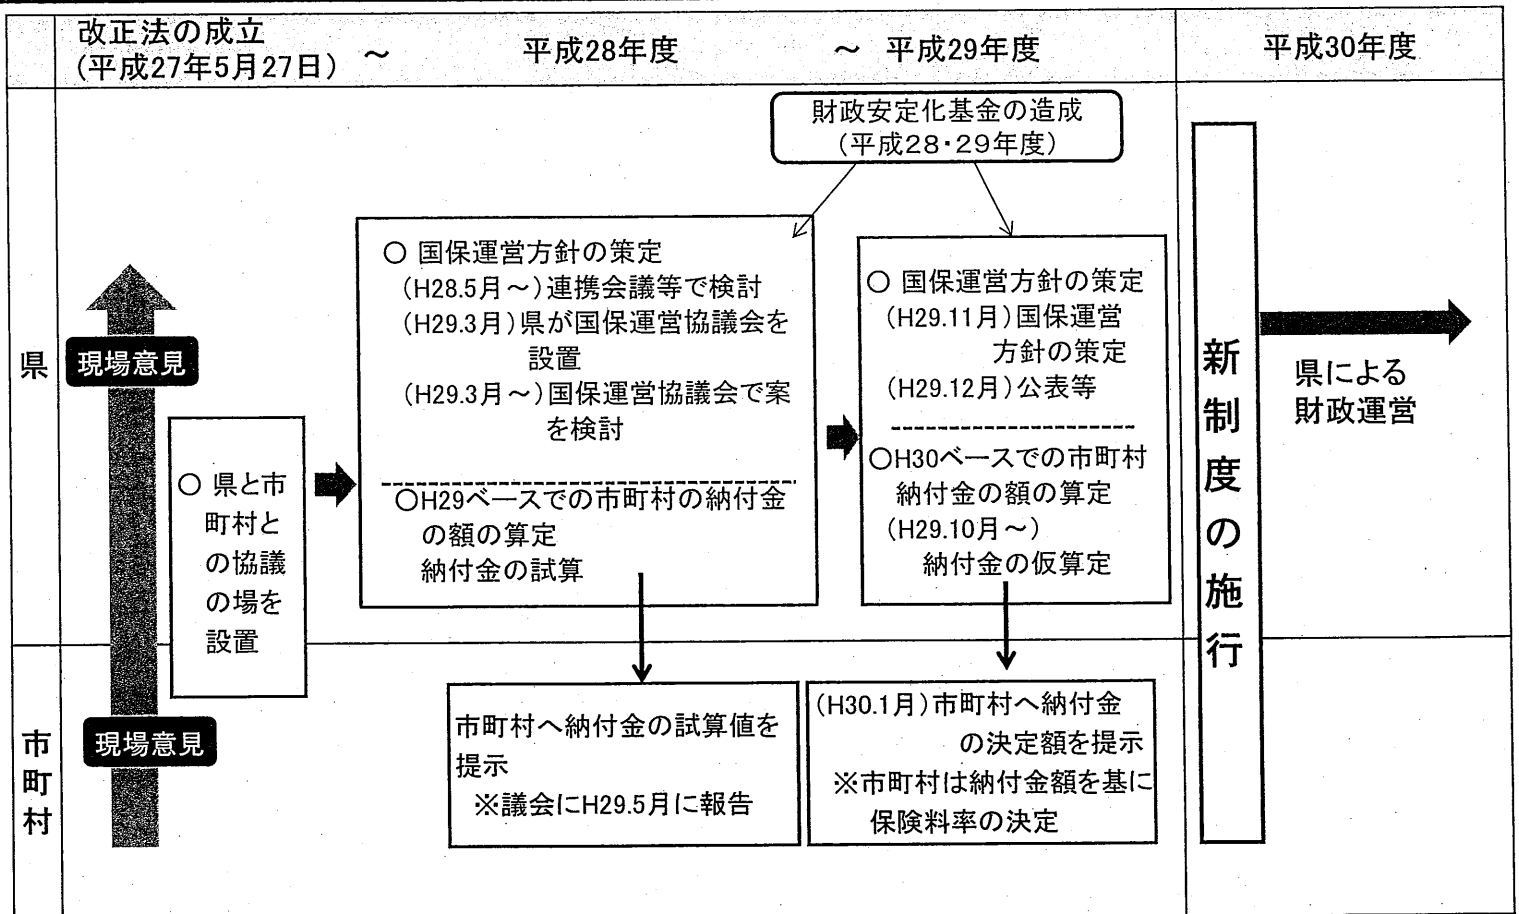 改正法の成立
(平成27年5月27日) ～ 平成28年度 ～ 平成29年度 平成30年度
財政安定化基金の造成
(平成28・29年度)
県
現場意見
○ 県と市
町村と
の協議
の場を
設置
○ 国保運営方針の策定
(H28.5月～)連携会議等で検討
(H29.3月)県が国保運営協議会を
設置
(H29.3月～)国保運営協議会で案
を検討
○H29ベースでの市町村の納付金
の額の算定
納付金の試算
○ 国保運営方針の策定
(H29.11月)国保運営
方針の策定
(H29.12月)公表等
○H30ベースでの市町村
納付金の額の算定
(H29.10月～)
納付金の仮算定
新制度の施行
県による
財政運営
市町村
現場意見
市町村へ納付金の試算値を
提示
※議会にH29.5月に報告
(H30.1月)市町村へ納付金
の決定額を提示
※市町村は納付金額を基に
保険料率の決定